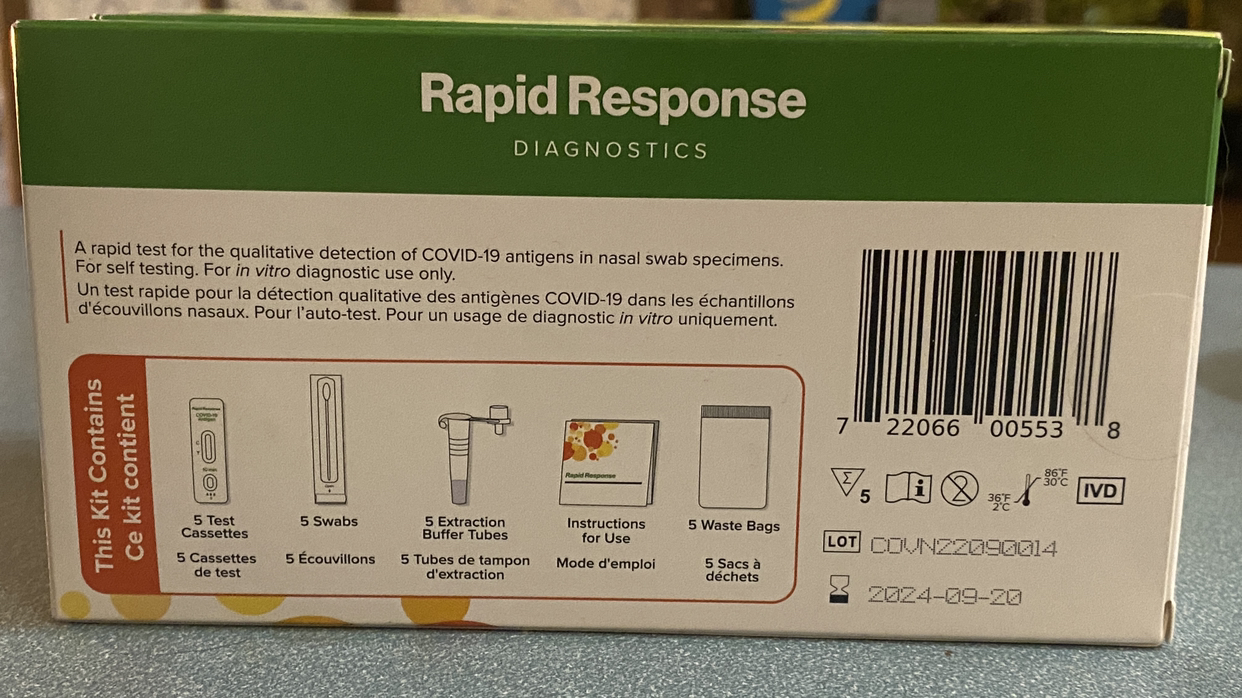 Rapid Response
DIAGNOSTICS
A rapid test for the qualitative detection of COVID-19 antigens in nasal swab specimens.
For self testing. For in vitro diagnostic use only.
Un test rapide pour la détection qualitative des antigènes COVID-19 dans les échantillons
d'écouvillons nasaux. Pour l'auto-test. Pour un usage de diagnostic in vitro uniquement.
This Kit Contains
Ce kit contient
Rapid Response
COVID-19
Rapid Response
5 Test
Cassettes
5 Cassettes
de test
5 Swabs
5 Écouvillons
5 Extraction
Buffer Tubes
5 Tubes de tampon
d'extraction
Instructions
for Use
Mode d'emploi
5 Waste Bags
5 Sacs à
déchets
7 22066 00553 8
Σ 5
i
2
36°F
2°C
86°F
30°C
IVD
LOT COVN22090014
2024-09-20